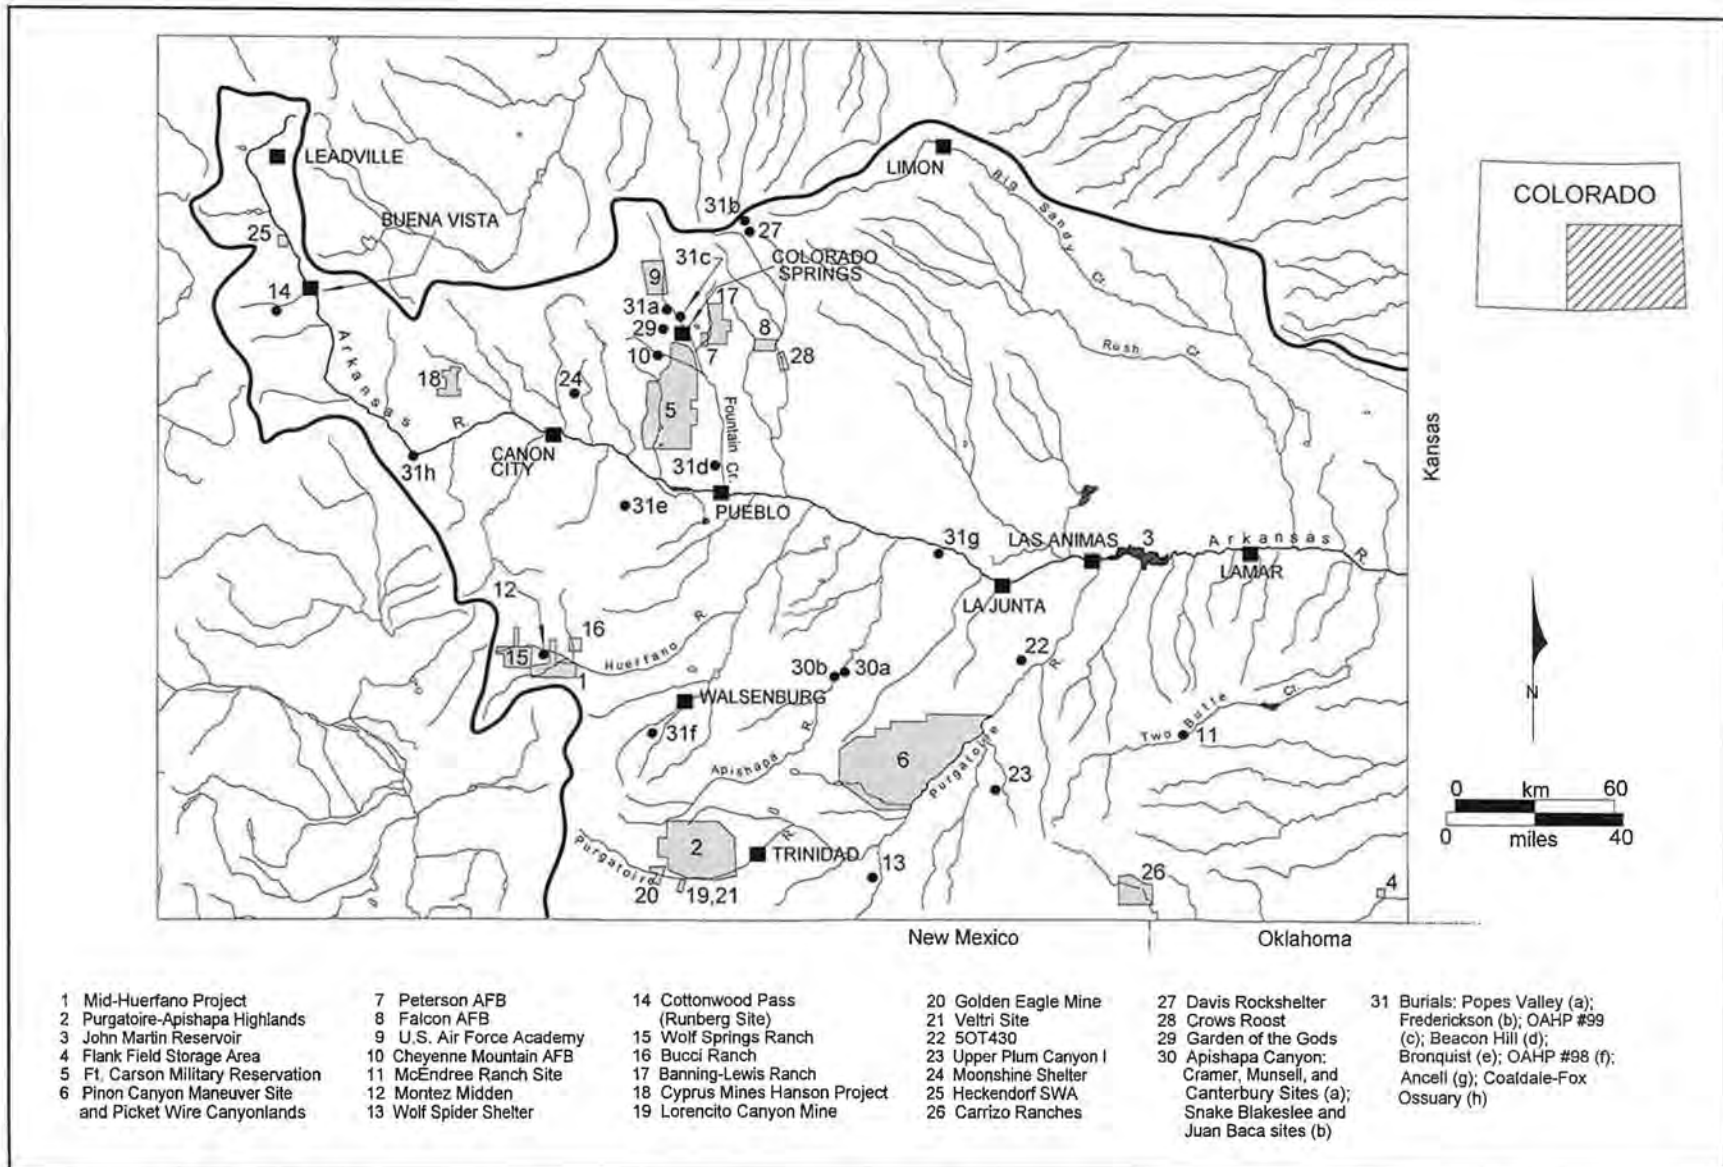 LEADVILLE
LIMON
Big Sandy Cr.
COLORADO
BUENA VISTA
31b
27
25
COLORADO
SPRINGS
31c
9
17
14
31a
29
8
7
28
10
Rush Cr.
Arkansas R.
18
24
5
Fountain Cr.
Kansas
CANON
CITY
31h
31d
PUEBLO
31e
31g
LAS ANIMAS
3
Arkansas R.
LAMAR
LA JUNTA
12
16
15
Huerfano R.
1
22
30b
30a
R.
WALSENBURG
31f
Two Butte Cr.
11
N
Apishapa R.
6
Purgatoire
23
0 km 60
0 miles 40
2
TRINIDAD
Purgatoire
R.
13
20
19,21
26
4
New Mexico
Oklahoma
1 Mid-Huerfano Project
2 Purgatoire-Apishapa Highlands
3 John Martin Reservoir
4 Flank Field Storage Area
5 Ft. Carson Military Reservation
6 Pinon Canyon Maneuver Site
and Picket Wire Canyonlands
7 Peterson AFB
8 Falcon AFB
9 U.S. Air Force Academy
10 Cheyenne Mountain AFB
11 McEndree Ranch Site
12 Montez Midden
13 Wolf Spider Shelter
14 Cottonwood Pass
(Runberg Site)
15 Wolf Springs Ranch
16 Bucci Ranch
17 Banning-Lewis Ranch
18 Cyprus Mines Hanson Project
19 Lorencito Canyon Mine
20 Golden Eagle Mine
21 Veltri Site
22 5OT430
23 Upper Plum Canyon I
24 Moonshine Shelter
25 Heckendorf SWA
26 Carrizo Ranches
27 Davis Rockshelter
28 Crows Roost
29 Garden of the Gods
30 Apishapa Canyon:
Cramer, Munsell, and
Canterbury Sites (a);
Snake Blakeslee and
Juan Baca sites (b)
31 Burials: Popes Valley (a);
Frederickson (b); OAHP #99
(c); Beacon Hill (d);
Bronquist (e); OAHP #98 (f);
Ancell (g); Coaldale-Fox
Ossuary (h)